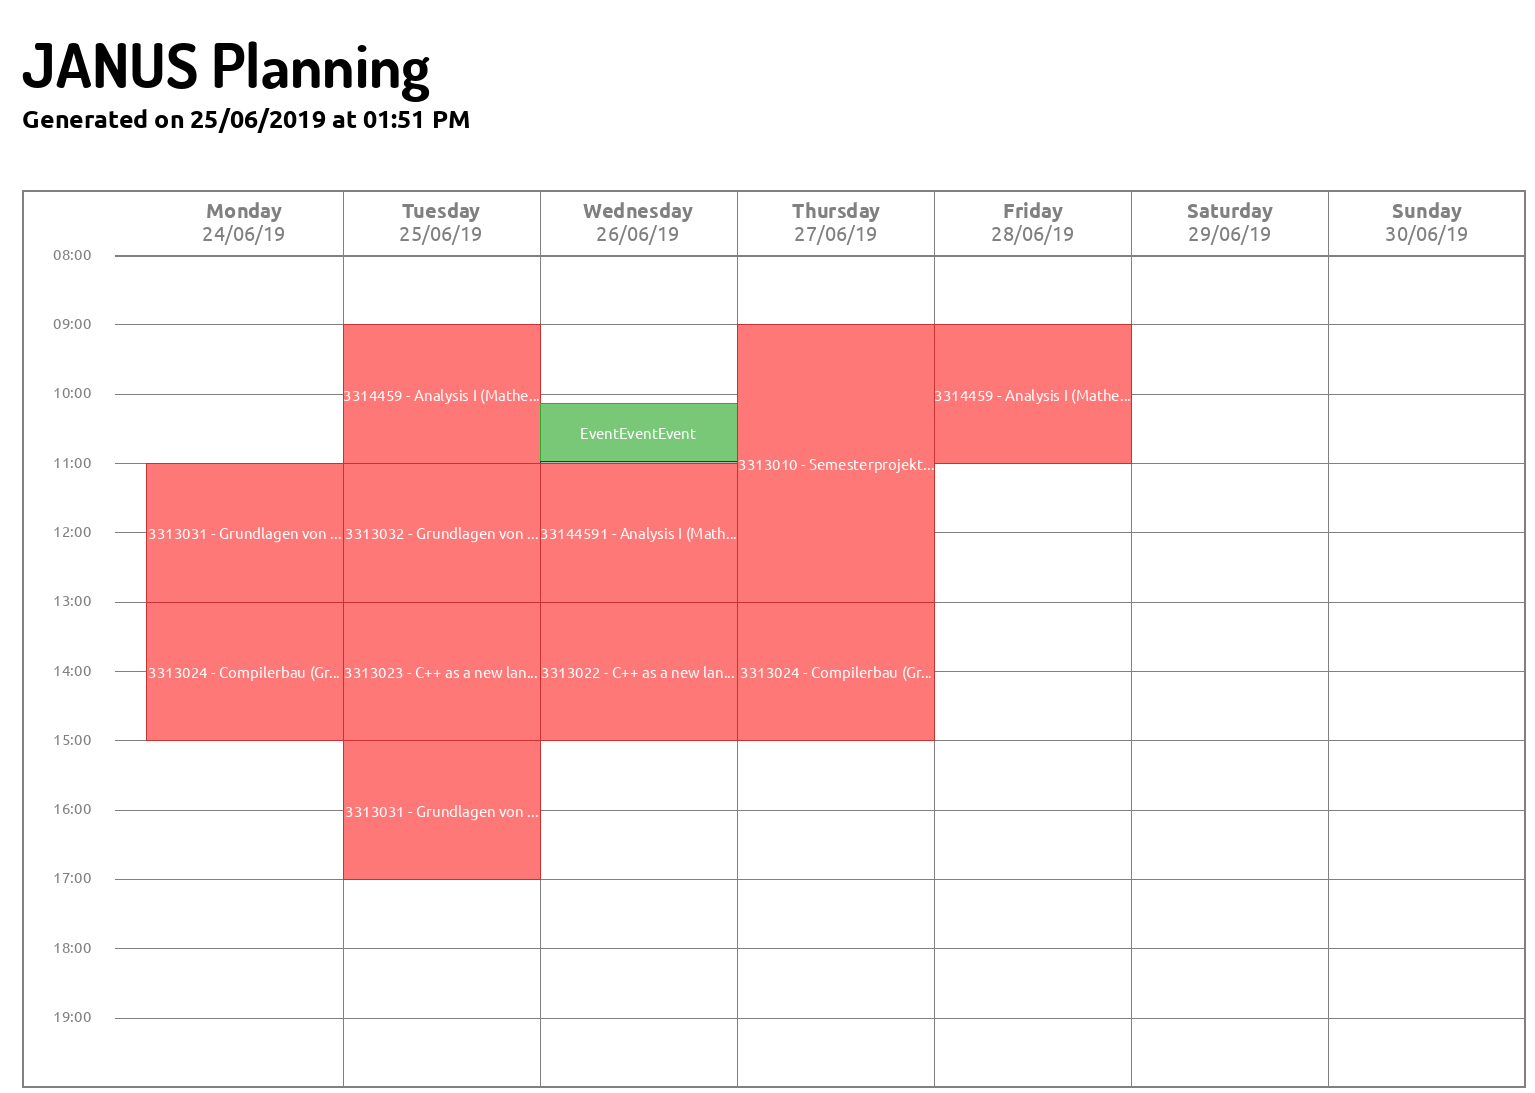 JANUS Planning
Generated on 25/06/2019 at 01:51 PM
Monday Tuesday Wednesday Thursday Friday Saturday Sunday
24/06/19 25/06/19 26/06/19 27/06/19 28/06/19 29/06/19 30/06/19
08:00
09:00
10:00 3314459 - Analysis I (Mathe... 3314459 - Analysis I (Mathe...
EventEventEvent
11:00 3313010 - Semesterprojekt...
12:00 3313031 - Grundlagen von ... 3313032 - Grundlagen von ... 33144591 - Analysis I (Math...
13:00
14:00 3313024 - Compilerbau (Gr... 3313023 - C++ as a new lan... 3313022 - C++ as a new lan... 3313024 - Compilerbau (Gr...
15:00
16:00 3313031 - Grundlagen von ...
17:00
18:00
19:00